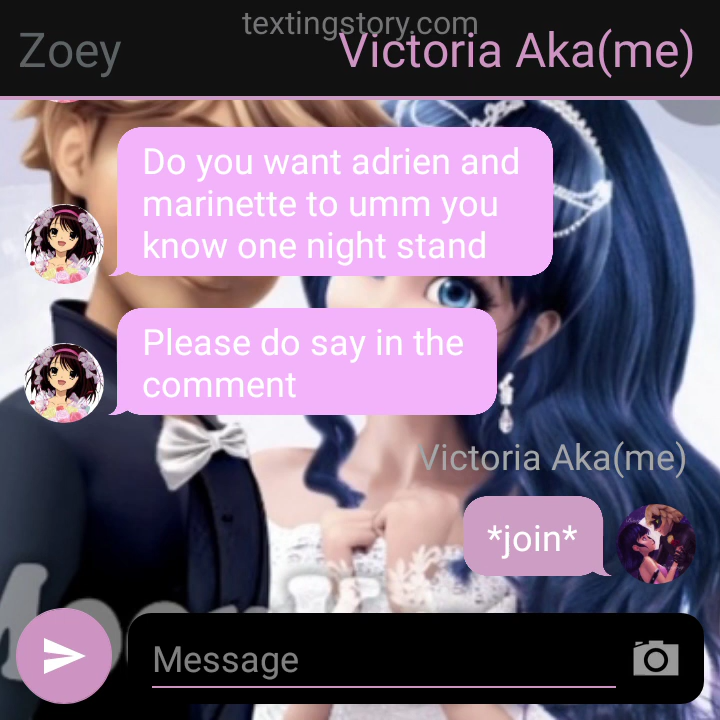 textingstory.com
Zoey
Victoria Aka(me)
Do you want adrien and
marinette to umm you
know one night stand
Please do say in the
comment
Victoria Aka(me)
*join*
Message